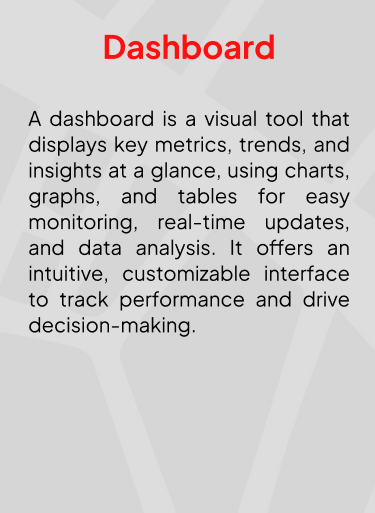 Dashboard
A dashboard is a visual tool that
displays key metrics, trends, and
insights at a glance, using charts,
graphs, and tables for easy
monitoring, real-time updates,
and data analysis. It offers an
intuitive, customizable interface
to track performance and drive
decision-making.